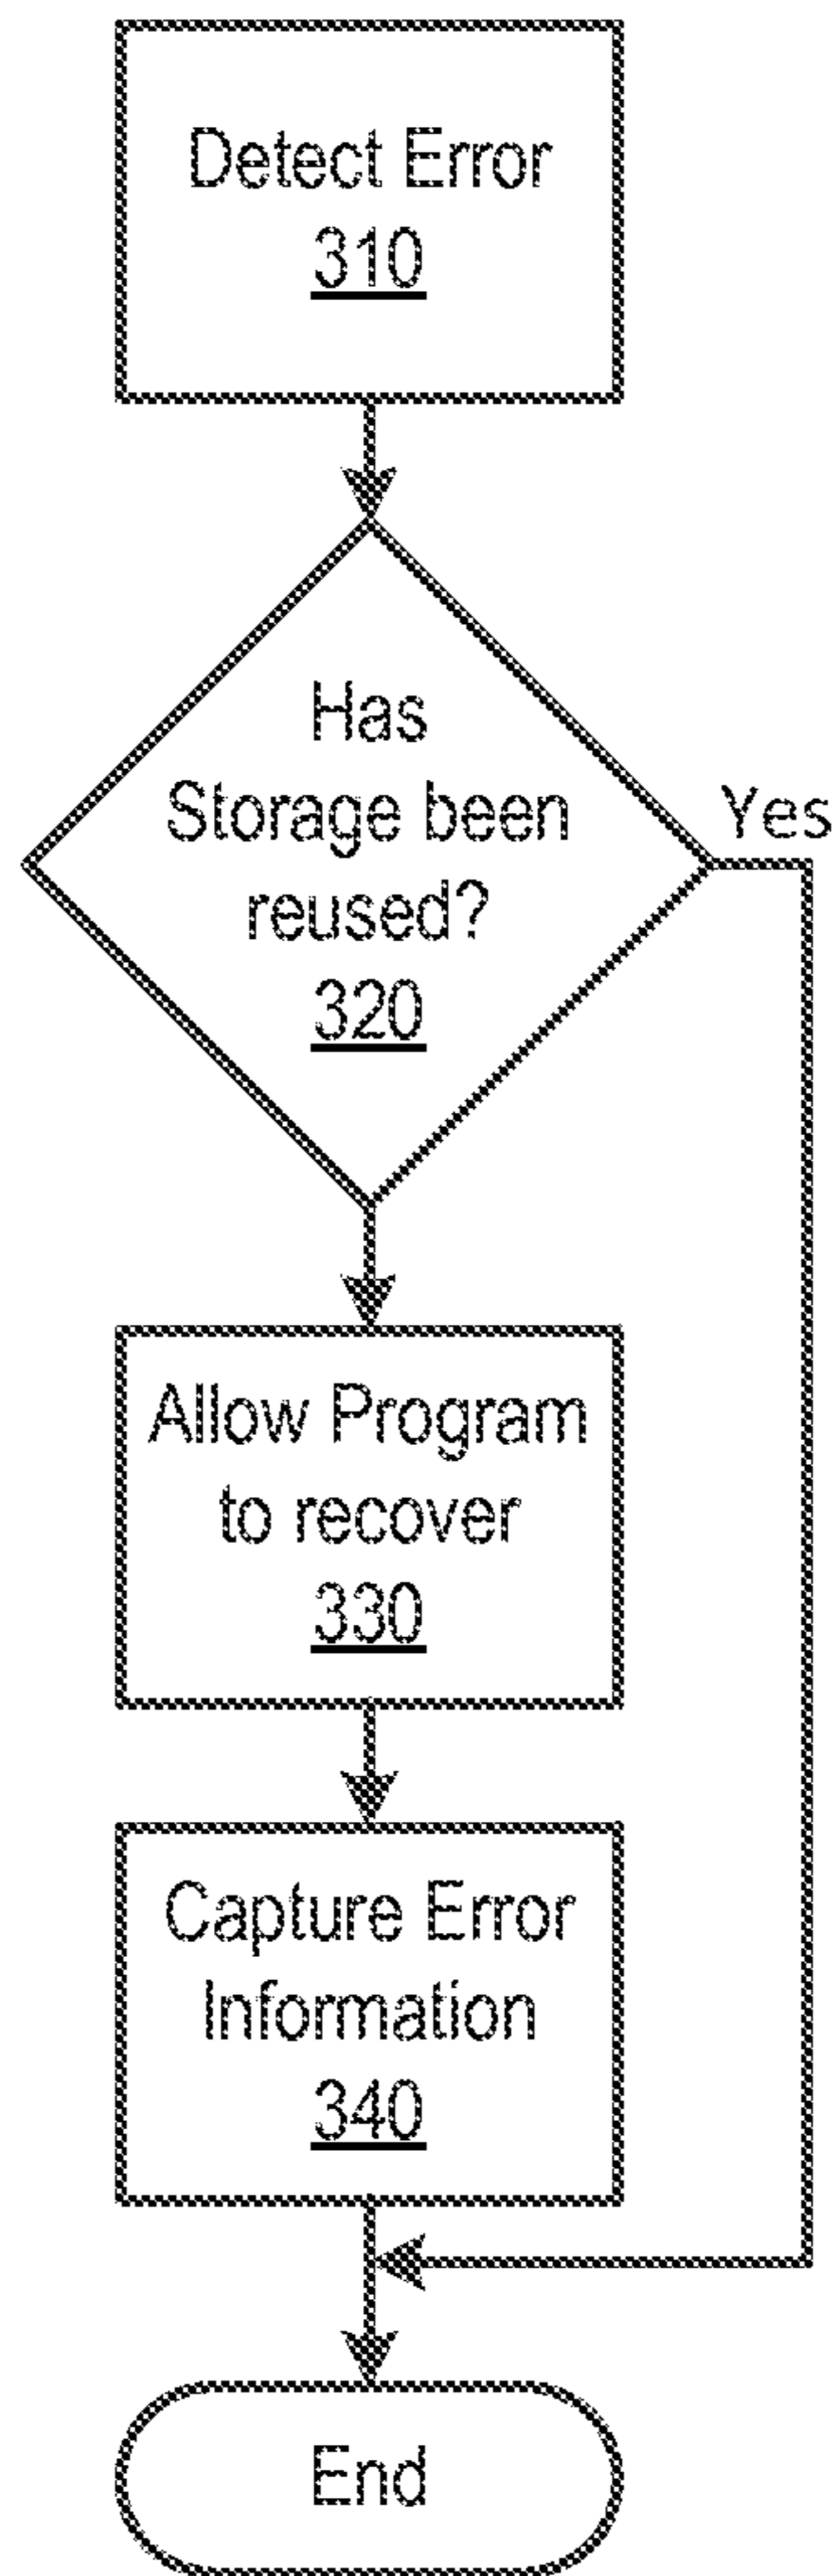 Detect Error
310
Has
Storage been
reused?
320
Yes
Allow Program
to recover
330
Capture Error
Information
340
End